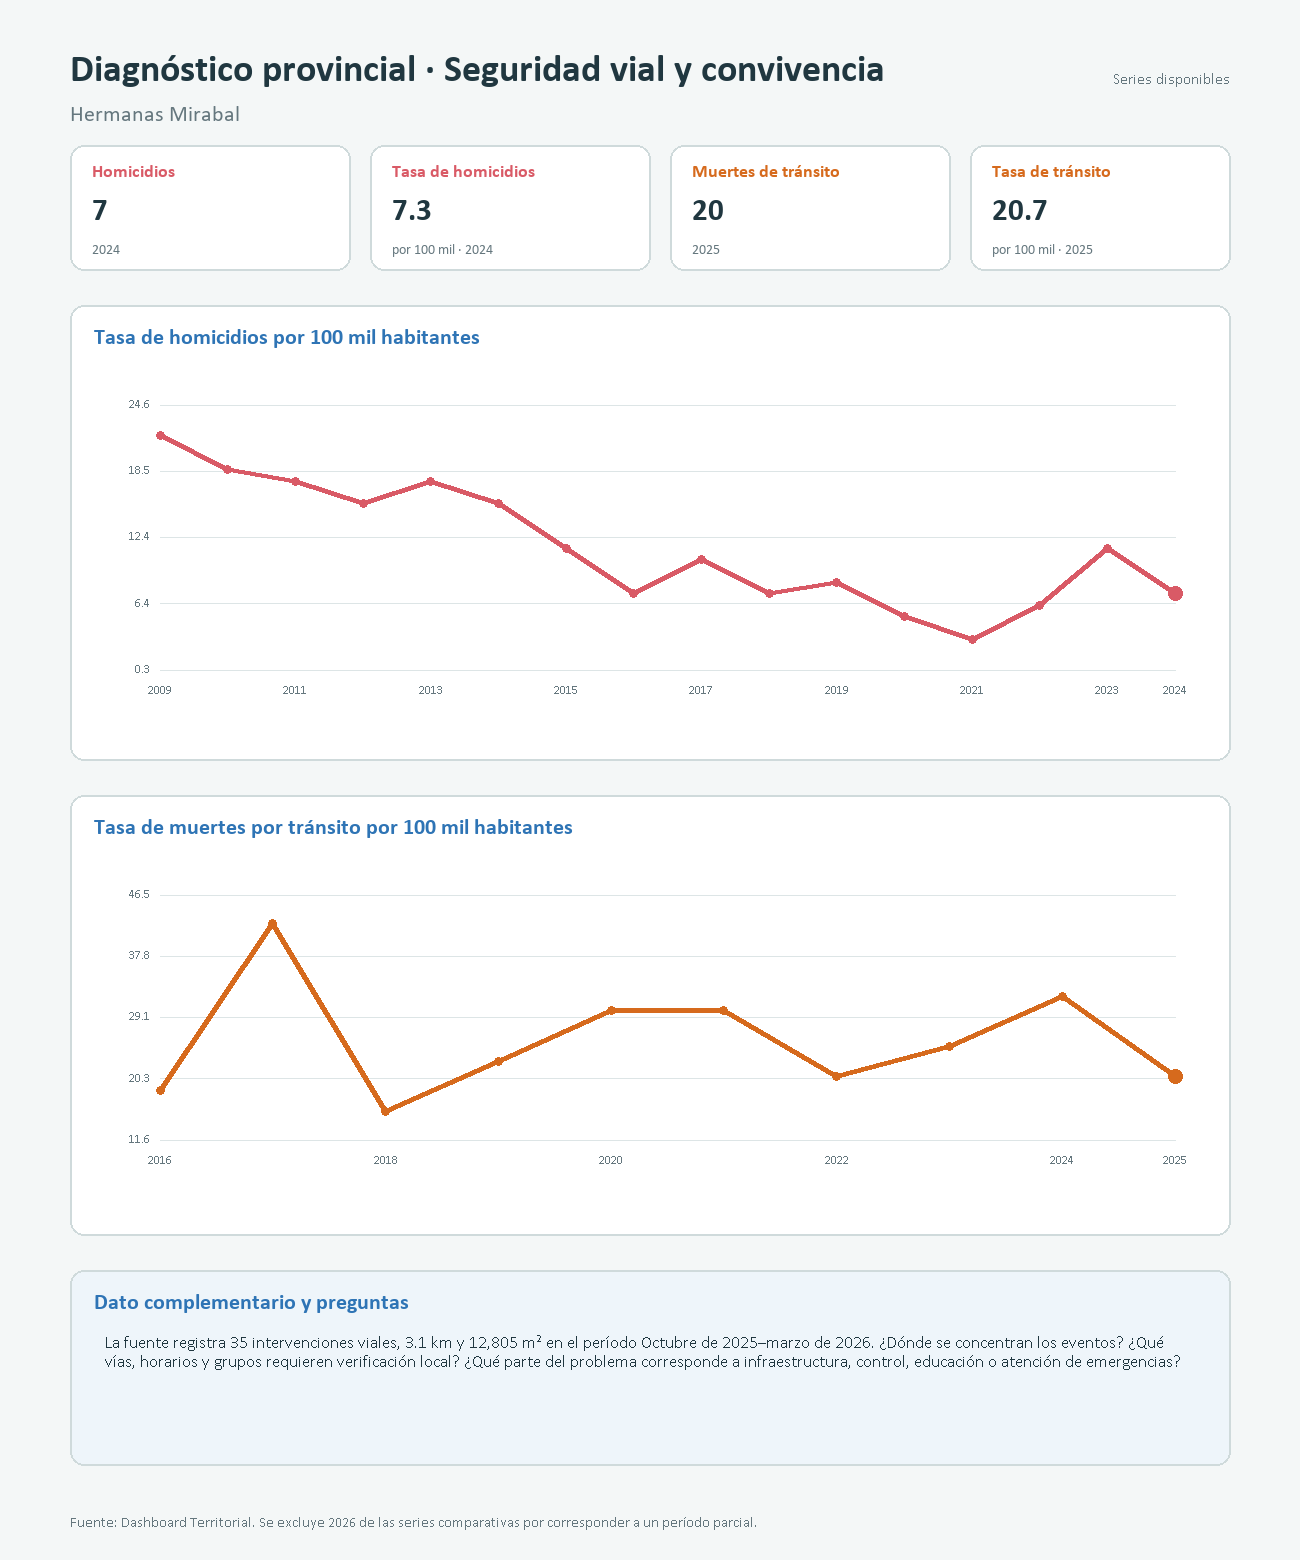 Diagnóstico provincial · Seguridad vial y convivencia
Series disponibles
Hermanas Mirabal
Homicidios
7
2024
Tasa de homicidios
7.3
por 100 mil · 2024
Muertes de tránsito
20
2025
Tasa de tránsito
20.7
por 100 mil · 2025
Tasa de homicidios por 100 mil habitantes
24.6
18.5
12.4
6.4
0.3
2009 2011 2013 2015 2017 2019 2021 2023 2024
Tasa de muertes por tránsito por 100 mil habitantes
46.5
37.8
29.1
20.3
11.6
2016 2018 2020 2022 2024 2025
Dato complementario y preguntas
La fuente registra 35 intervenciones viales, 3.1 km y 12,805 m² en el período Octubre de 2025–marzo de 2026. ¿Dónde se concentran los eventos? ¿Qué
vías, horarios y grupos requieren verificación local? ¿Qué parte del problema corresponde a infraestructura, control, educación o atención de emergencias?
Fuente: Dashboard Territorial. Se excluye 2026 de las series comparativas por corresponder a un período parcial.